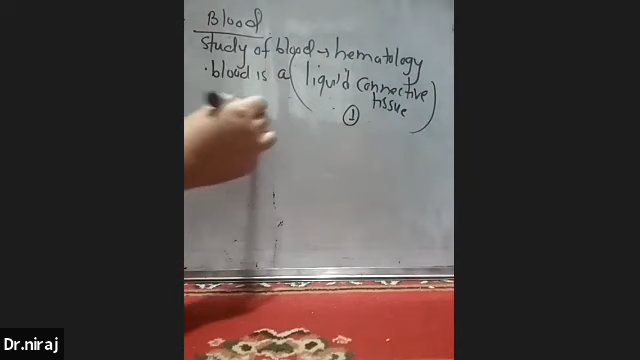 Blood
study of blood → hematology
. blood is a (liquid connective
tissue)
①
Dr.niraj